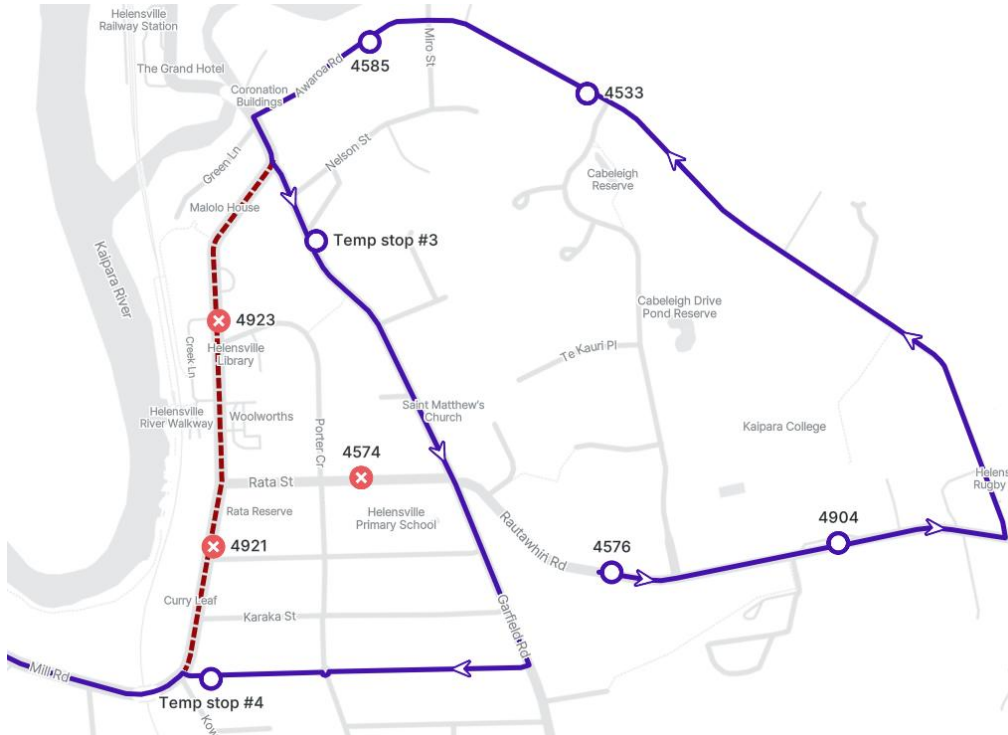 Helensville
Railway Station
The Grand Hotel
Coronation
Buildings
Awaroa Rd
4585
Miro St
4533
Green Ln
Nelson St
Cabeleigh
Reserve
Malolo House
Temp stop #3
Kaipara River
Cabeleigh Drive
Pond Reserve
4923
Helensville
Library
Creek Ln
Te Kauri Pl
Helensville
River Walkway
Woolworths
Saint Matthew's
Church
Porter Cr
Kaipara College
4574
Rata St
Helens
Rugby
Rata Reserve
Helensville
Primary School
Rautawhiri Rd
4904
4921
4576
Curry Leaf
Karaka St
Garfield Rd
Mill Rd
Temp stop #4
Kow